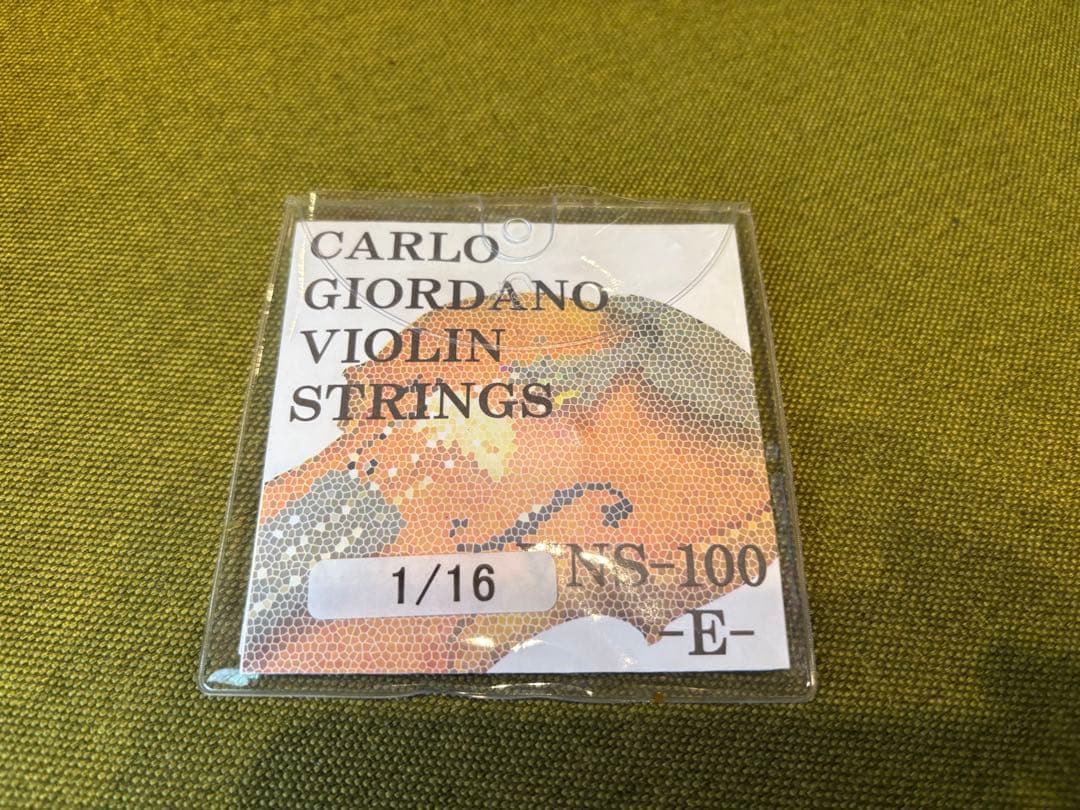 CARLO
GIORDANO
VIOLIN
STRINGS
1/16 NS-100
-E-